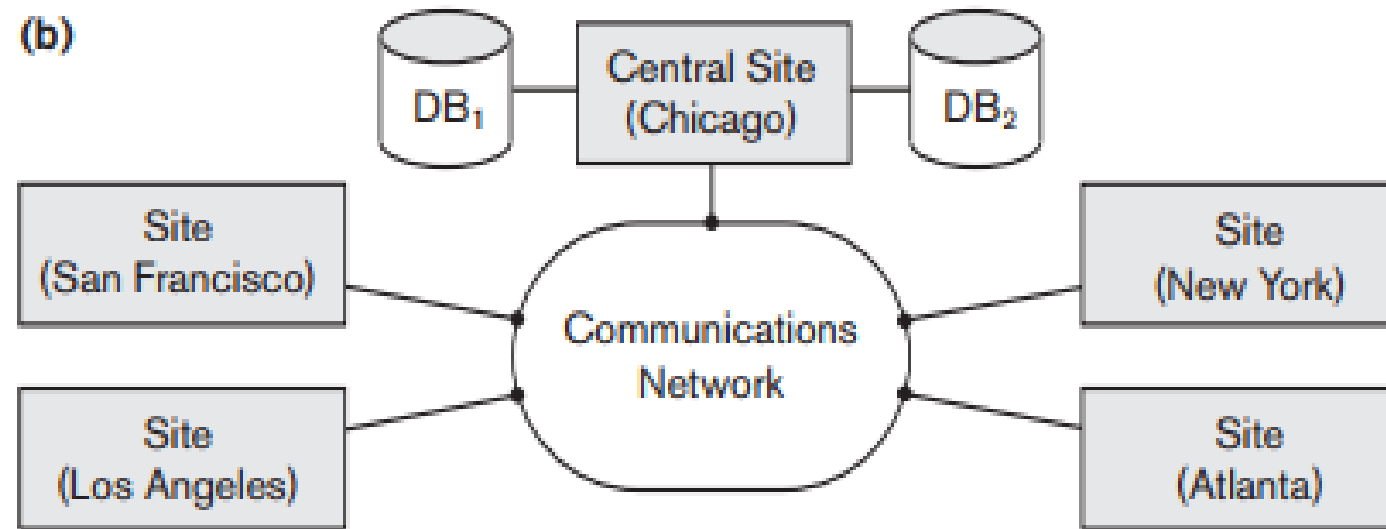 (b)
DB₁
Central Site
(Chicago)
DB₂
Site
(San Francisco)
Site
(New York)
Communications
Network
Site
(Los Angeles)
Site
(Atlanta)